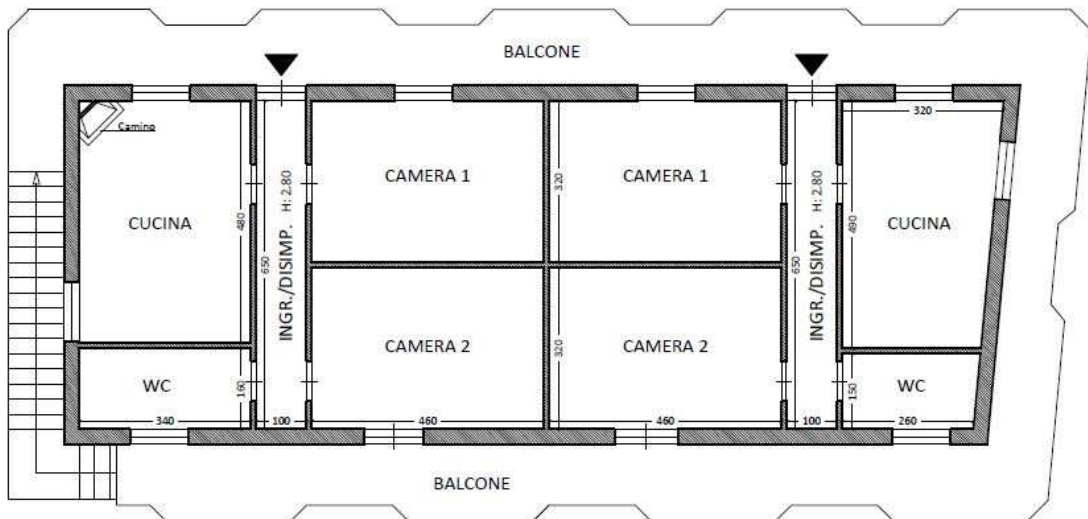 BALCONE
Camino
CUCINA
480
650
INGR./DISIMP. H: 2.80
CAMERA 1
320
CAMERA 1
650
INGR./DISIMP. H: 2.80
320
490
CUCINA
CAMERA 2
320
CAMERA 2
WC
160
340
100
460
460
100
150
WC
260
BALCONE